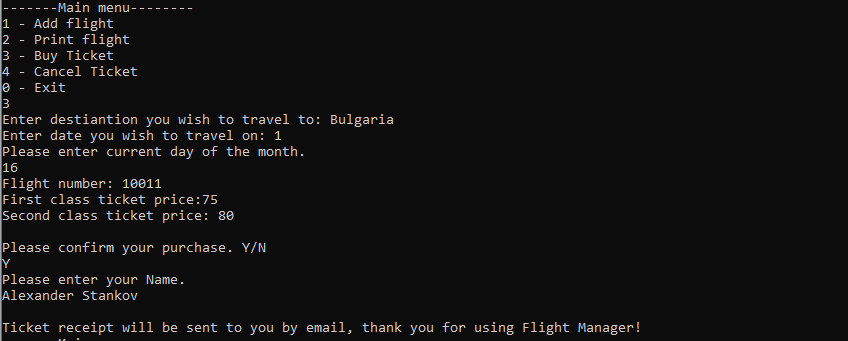 -------Main menu--------
1 - Add flight
2 - Print flight
3 - Buy Ticket
4 - Cancel Ticket
0 - Exit
3
Enter destiantion you wish to travel to: Bulgaria
Enter date you wish to travel on: 1
Please enter current day of the month.
16
Flight number: 10011
First class ticket price:75
Second class ticket price: 80
Please confirm your purchase. Y/N
Y
Please enter your Name.
Alexander Stankov
Ticket receipt will be sent to you by email, thank you for using Flight Manager!